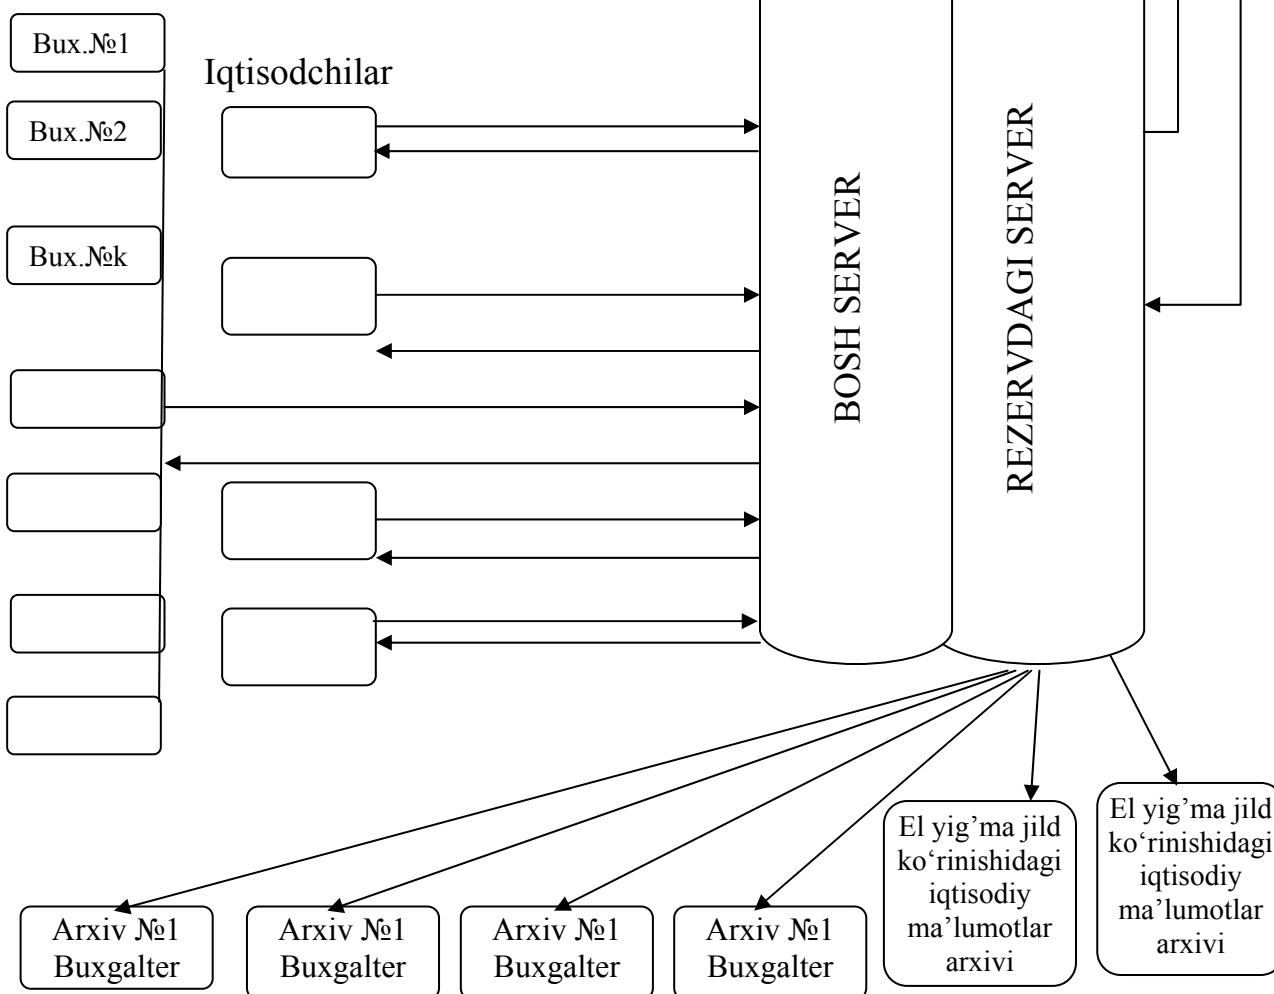 Bux.№1
Iqtisodchilar
Bux.№2
Bux.№k
BOSH SERVER
REZERVDAGI SERVER
Arxiv №1
Buxgalter
Arxiv №1
Buxgalter
Arxiv №1
Buxgalter
Arxiv №1
Buxgalter
El yig’ma jild
ko‘rinishidagi
iqtisodiy
ma’lumotlar
arxivi
El yig’ma jild
ko‘rinishidagi
iqtisodiy
ma’lumotlar
arxivi